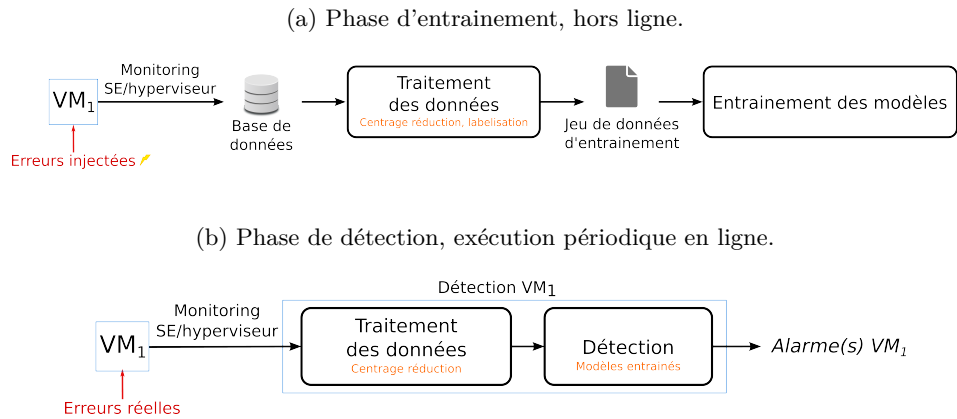 (a) Phase d'entrainement, hors ligne.
Monitoring
SE/hyperviseur
VM1
Erreurs injectées
Base de
données
Traitement
des données
Centrage réduction, labelisation
Jeu de données
d'entrainement
Entrainement des modèles
(b) Phase de détection, exécution périodique en ligne.
Détection VM1
Monitoring
SE/hyperviseur
VM1
Erreurs réelles
Traitement
des données
Centrage réduction
Détection
Modèles entrainés
Alarme(s) VM1